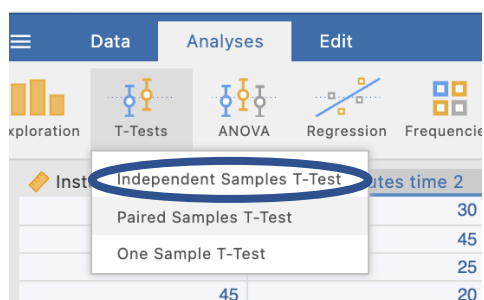 Data Analyses Edit
xploration T-Tests ANOVA Regression Frequencie
Inst utes time 2
Independent Samples T-Test
30
Paired Samples T-Test
45
One Sample T-Test
25
45 20